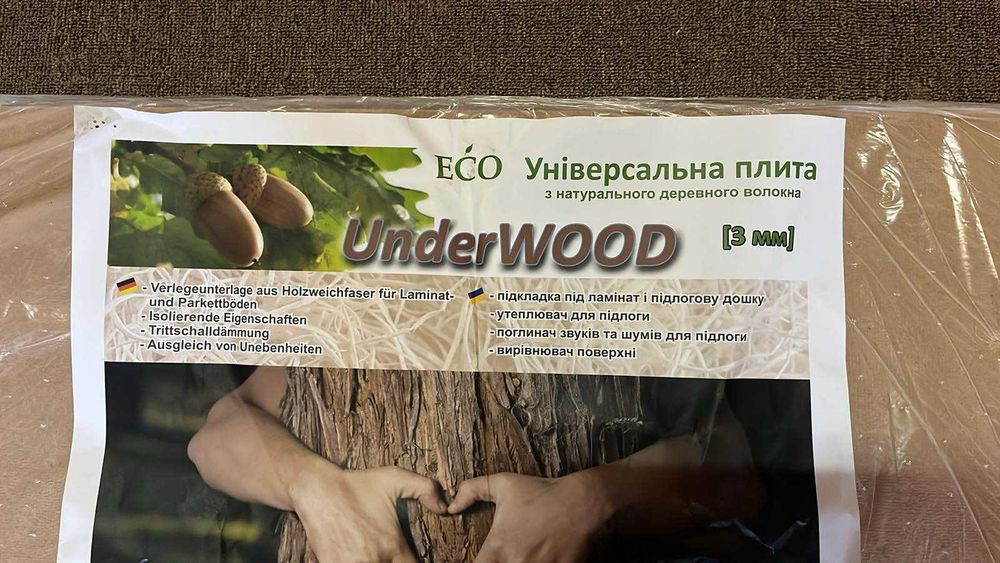 ECO Універсальна плита
з натурального деревного волокна
UnderWOOD [3 мм]
- Verlegeunterlage aus Holzweichfaser für Laminat-
und Parkettböden
- Isolierende Eigenschaften
- Trittschalldämmung
- Ausgleich von Unebenheiten
- підкладка під ламінат і підлогову дошку
- утеплювач для підлоги
- поглинач звуків та шумів для підлоги
- вирівнювач поверхні